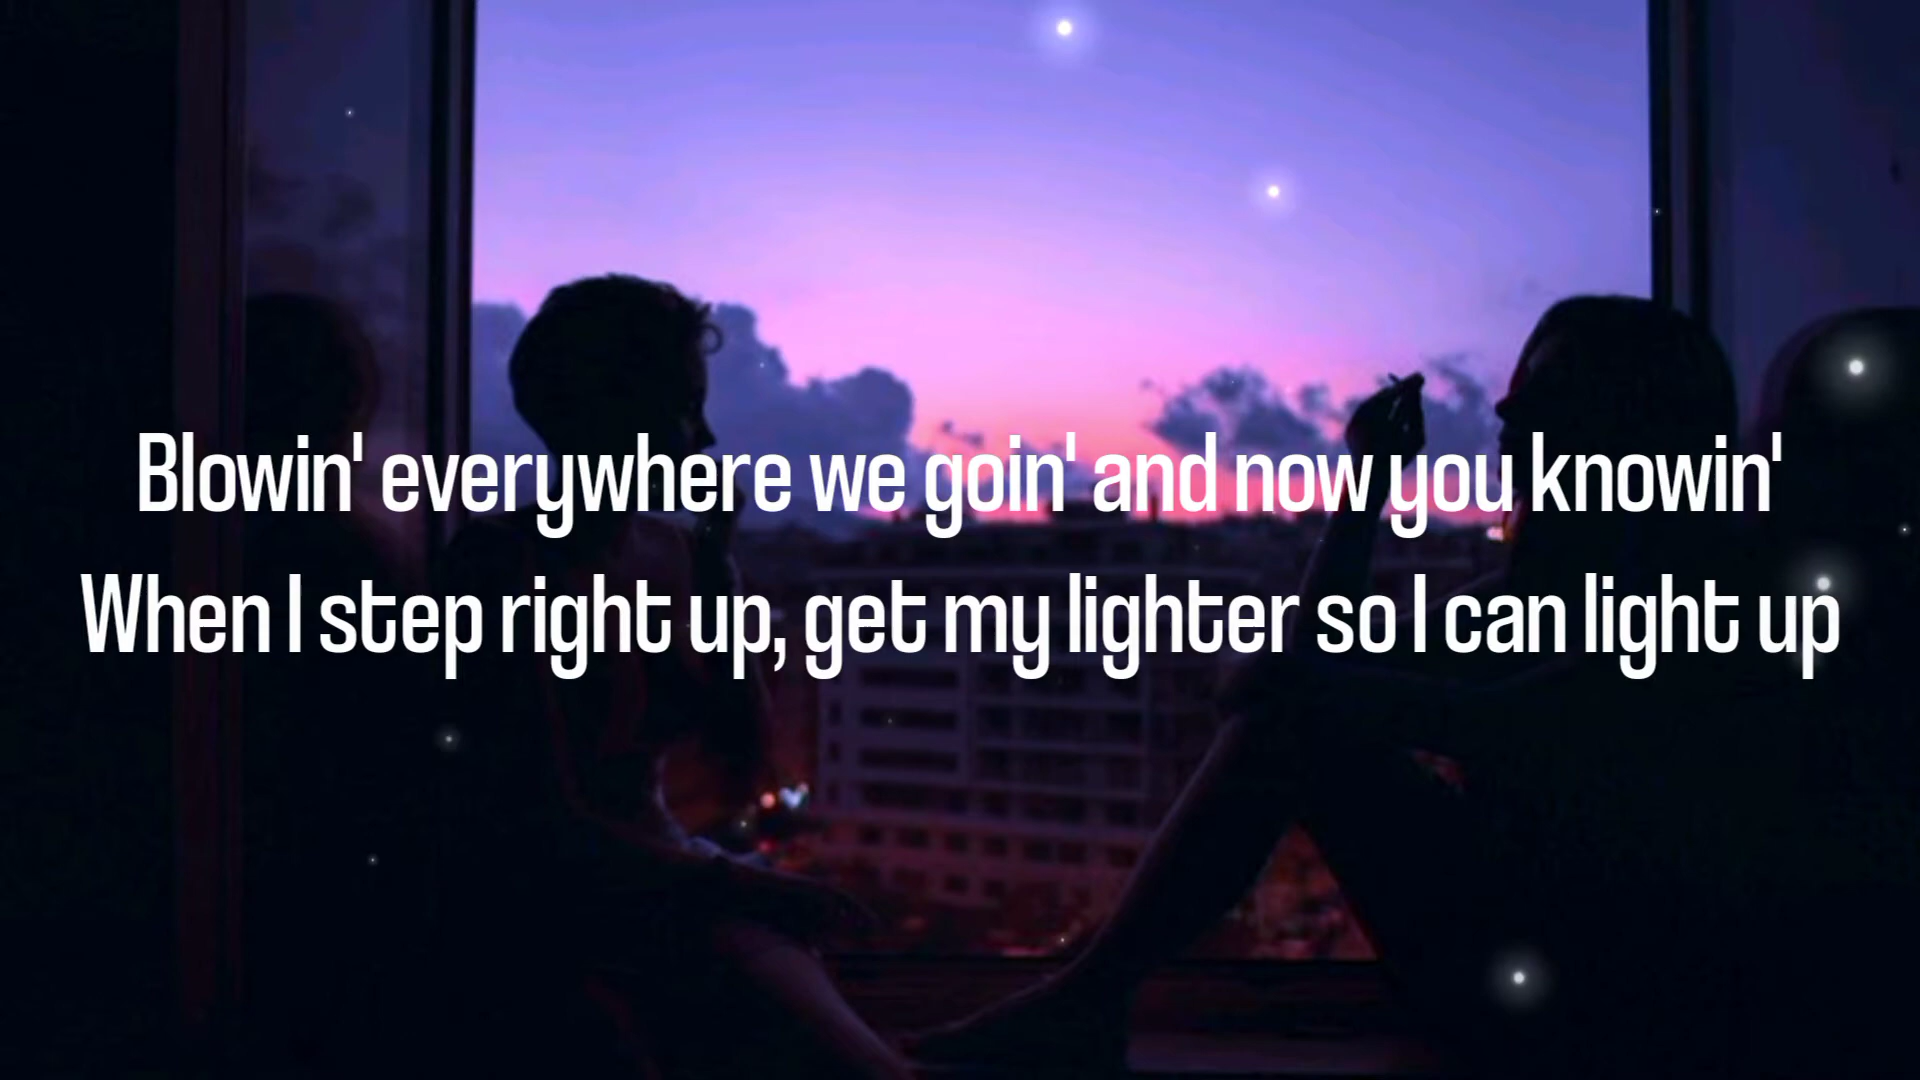 Blowin' everywhere we goin' and now you knowin'
When I step right up, get my lighter so I can light up